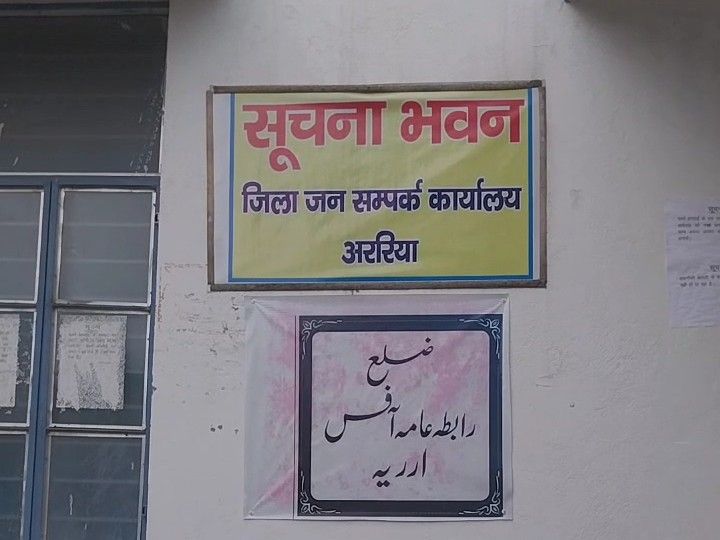 सूचना भवन
जिला जन सम्पर्क कार्यालय
अररिया
ضلع
رابطہ عامہ آفس
ارریہ